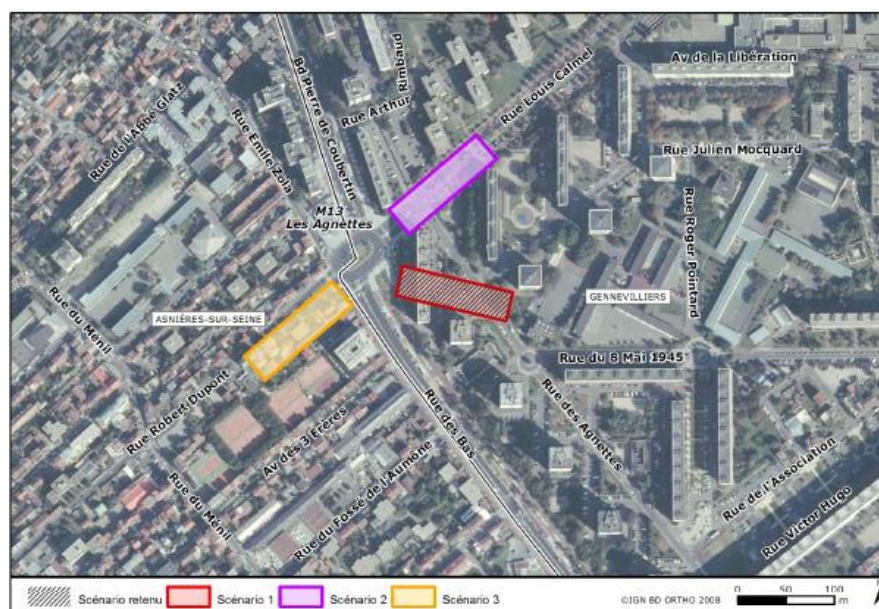 Av de la Libération
Rue Louis Calmel
Bd Pierre de Coubertin
Rue Arthur
Rimbaud
Rue de l'Abbé Glatz
Rue Emile Zola
Rue Julien Mocquard
M13
Les Agnettes
Rue Roger Pointard
Rue du Ménil
ASNIÈRES-SUR-SEINE
GENNEVILLIERS
Rue du 8 Mai 1945
Rue Robert Dupont
Rue des Bas
Rue des Agnettes
Av des 3 Frères
Rue du Ménil
Rue du Fossé de l'Aumône
Rue de l'Association
Rue Victor Hugo
Scénario retenu
Scénario 1
Scénario 2
Scénario 3
©IGN BD ORTHO 2008
0 50 100
m